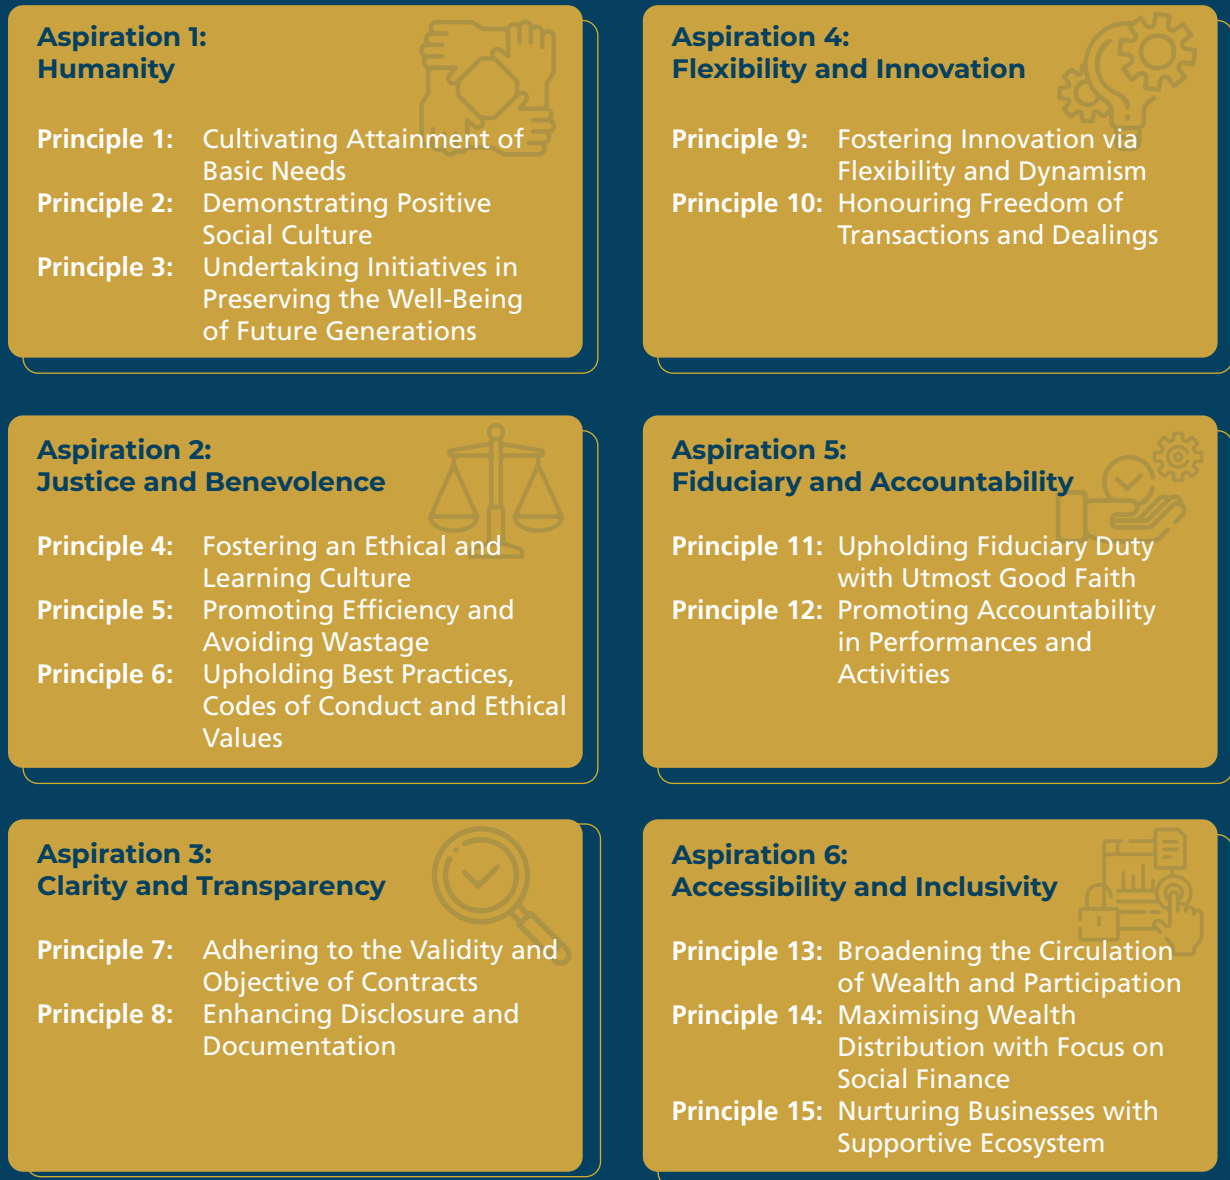 Aspiration 1:
Humanity
Principle 1: Cultivating Attainment of
Basic Needs
Principle 2: Demonstrating Positive
Social Culture
Principle 3: Undertaking Initiatives in
Preserving the Well-Being
of Future Generations
Aspiration 2:
Justice and Benevolence
Principle 4: Fostering an Ethical and
Learning Culture
Principle 5: Promoting Efficiency and
Avoiding Wastage
Principle 6: Upholding Best Practices,
Codes of Conduct and Ethical
Values
Aspiration 3:
Clarity and Transparency
Principle 7: Adhering to the Validity and
Objective of Contracts
Principle 8: Enhancing Disclosure and
Documentation
Aspiration 4:
Flexibility and Innovation
Principle 9: Fostering Innovation via
Flexibility and Dynamism
Principle 10: Honouring Freedom of
Transactions and Dealings
Aspiration 5:
Fiduciary and Accountability
Principle 11: Upholding Fiduciary Duty
with Utmost Good Faith
Principle 12: Promoting Accountability
in Performances and
Activities
Aspiration 6:
Accessibility and Inclusivity
Principle 13: Broadening the Circulation
of Wealth and Participation
Principle 14: Maximising Wealth
Distribution with Focus on
Social Finance
Principle 15: Nurturing Businesses with
Supportive Ecosystem